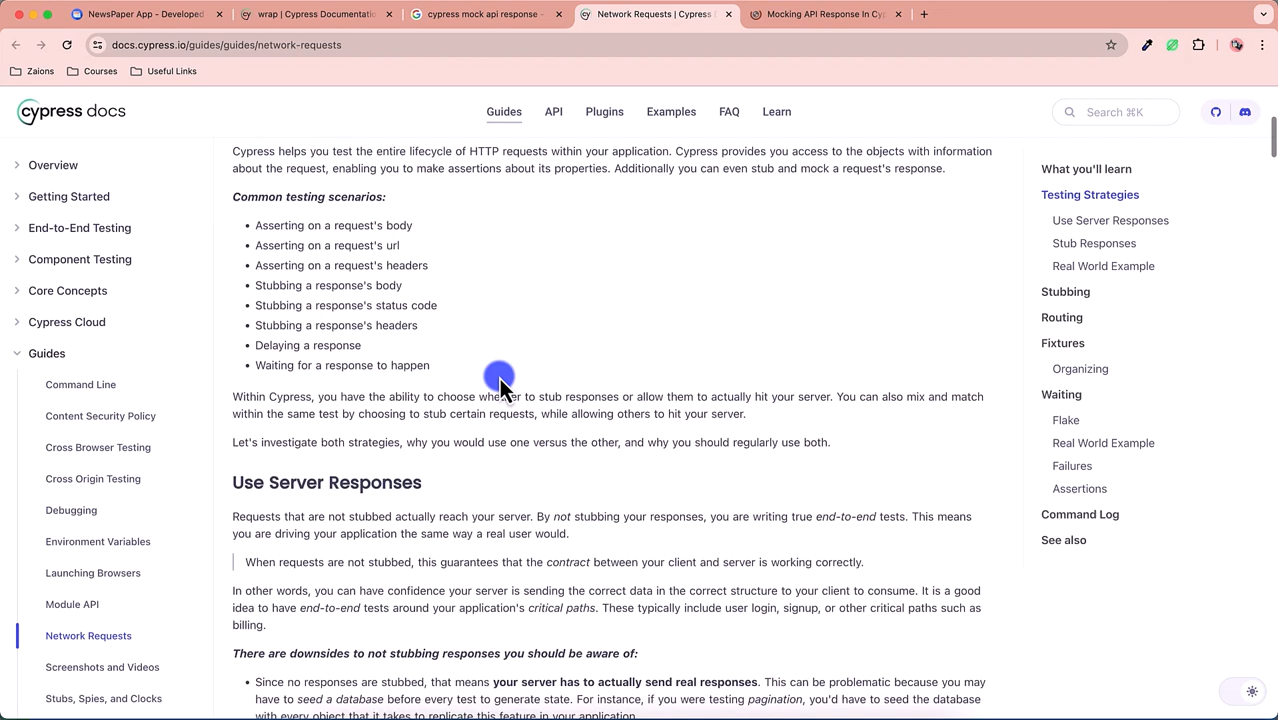 NewsPaper App - Developed
wrap | Cypress Documentatio
cypress mock api response -
Network Requests | Cypress
Mocking API Response In Cy
docs.cypress.io/guides/guides/network-requests
Zaions
Courses
Useful Links
cypress docs
Guides
API
Plugins
Examples
FAQ
Learn
Search ⌘K
Overview
Getting Started
End-to-End Testing
Component Testing
Core Concepts
Cypress Cloud
Guides
Command Line
Content Security Policy
Cross Browser Testing
Cross Origin Testing
Debugging
Environment Variables
Launching Browsers
Module API
Network Requests
Screenshots and Videos
Stubs, Spies, and Clocks
Cypress helps you test the entire lifecycle of HTTP requests within your application. Cypress provides you access to the objects with information
about the request, enabling you to make assertions about its properties. Additionally you can even stub and mock a request's response.
Common testing scenarios:
• Asserting on a request's body
• Asserting on a request's url
• Asserting on a request's headers
• Stubbing a response's body
• Stubbing a response's status code
• Stubbing a response's headers
• Delaying a response
• Waiting for a response to happen
Within Cypress, you have the ability to choose whether to stub responses or allow them to actually hit your server. You can also mix and match
within the same test by choosing to stub certain requests, while allowing others to hit your server.
Let's investigate both strategies, why you would use one versus the other, and why you should regularly use both.
Use Server Responses
Requests that are not stubbed actually reach your server. By not stubbing your responses, you are writing true end-to-end tests. This means
you are driving your application the same way a real user would.
When requests are not stubbed, this guarantees that the contract between your client and server is working correctly.
In other words, you can have confidence your server is sending the correct data in the correct structure to your client to consume. It is a good
idea to have end-to-end tests around your application's critical paths. These typically include user login, signup, or other critical paths such as
billing.
There are downsides to not stubbing responses you should be aware of:
• Since no responses are stubbed, that means your server has to actually send real responses. This can be problematic because you may
have to seed a database before every test to generate state. For instance, if you were testing pagination, you'd have to seed the database
with every object that it takes to replicate this feature in your application.
What you'll learn
Testing Strategies
Use Server Responses
Stub Responses
Real World Example
Stubbing
Routing
Fixtures
Organizing
Waiting
Flake
Real World Example
Failures
Assertions
Command Log
See also